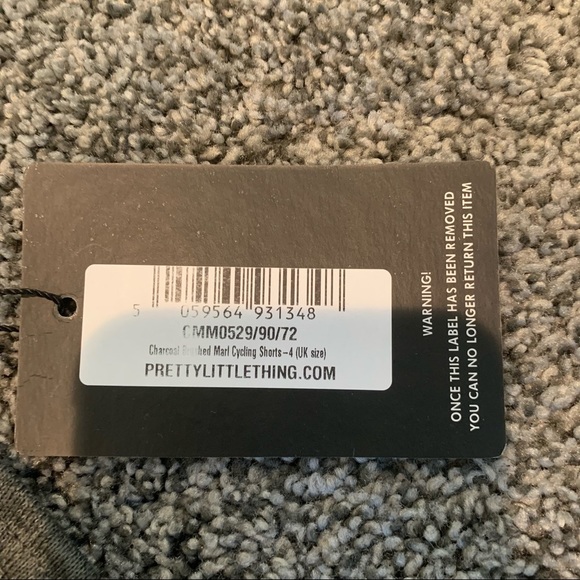 5 059564 931348
CMM0529/90/72
Charcoal Brushed Marl Cycling Shorts-4 (UK size)
PRETTYLITTLETHING.COM
WARNING!
ONCE THIS LABEL HAS BEEN REMOVED
YOU CAN NO LONGER RETURN THIS ITEM